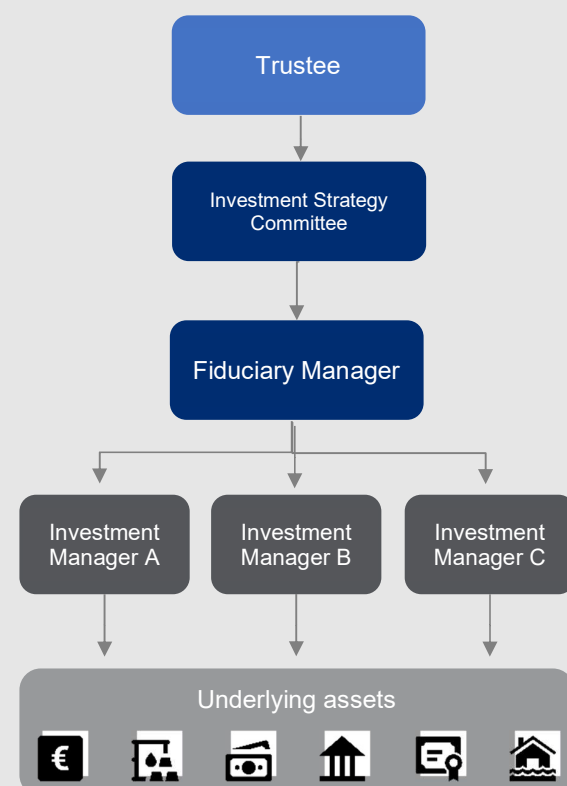 Trustee
Investment Strategy
Committee
Fiduciary Manager
Investment
Manager A
Investment
Manager B
Investment
Manager C
Underlying assets
€